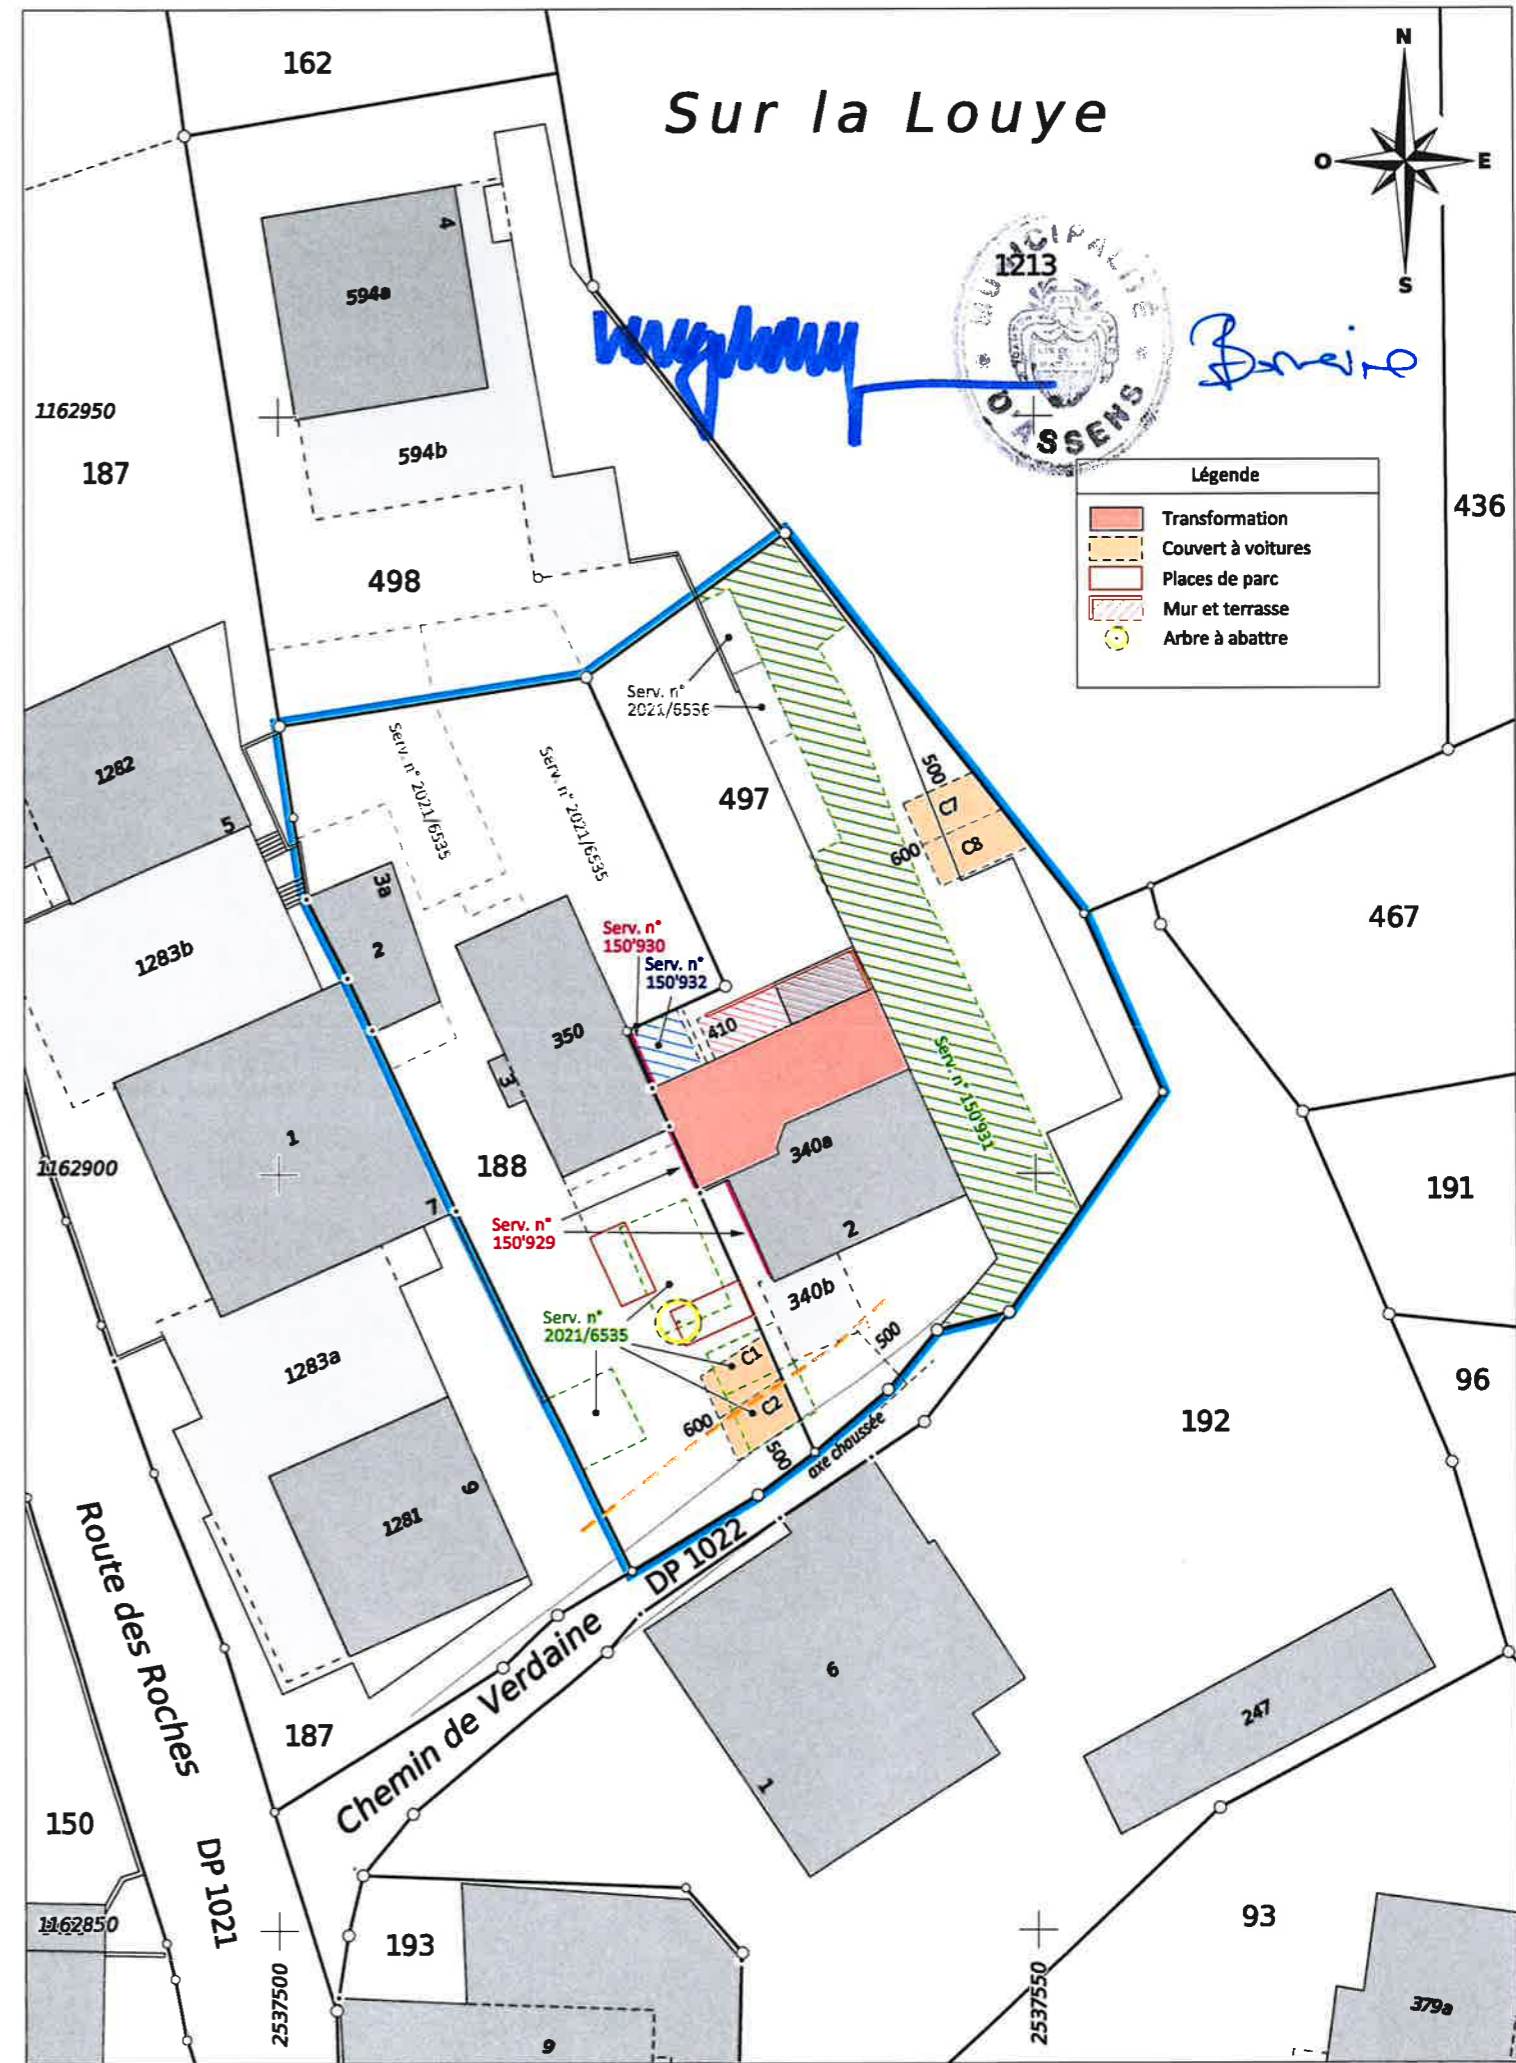 162
Sur la Louye
N
O
E
S
MUNICIPALITÉ
1213
D'ASSENS
4
594a
1162950
594b
187
Légende
Transformation
Couvert à voitures
Places de parc
Mur et terrasse
Arbre à abattre
436
498
Serv. n°
2021/6536
1282
5
Serv. n° 2021/6535
Serv. n° 2021/6535
497
500
C7
600
C8
3a
2
467
1283b
Serv. n°
150'930
Serv. n°
150'932
350
410
3
Serv. n° 150'931
1
340a
1162900
188
191
7
Serv. n°
150'929
2
340b
Serv. n°
2021/6535
500
C1
1283a
96
C2
600
192
500
axe chaussée
9
1281
Route des Roches
DP 1022
Chemin de Verdaine
6
247
187
1
150
DP 1021
1162850
193
93
2537500
2537550
379a
9